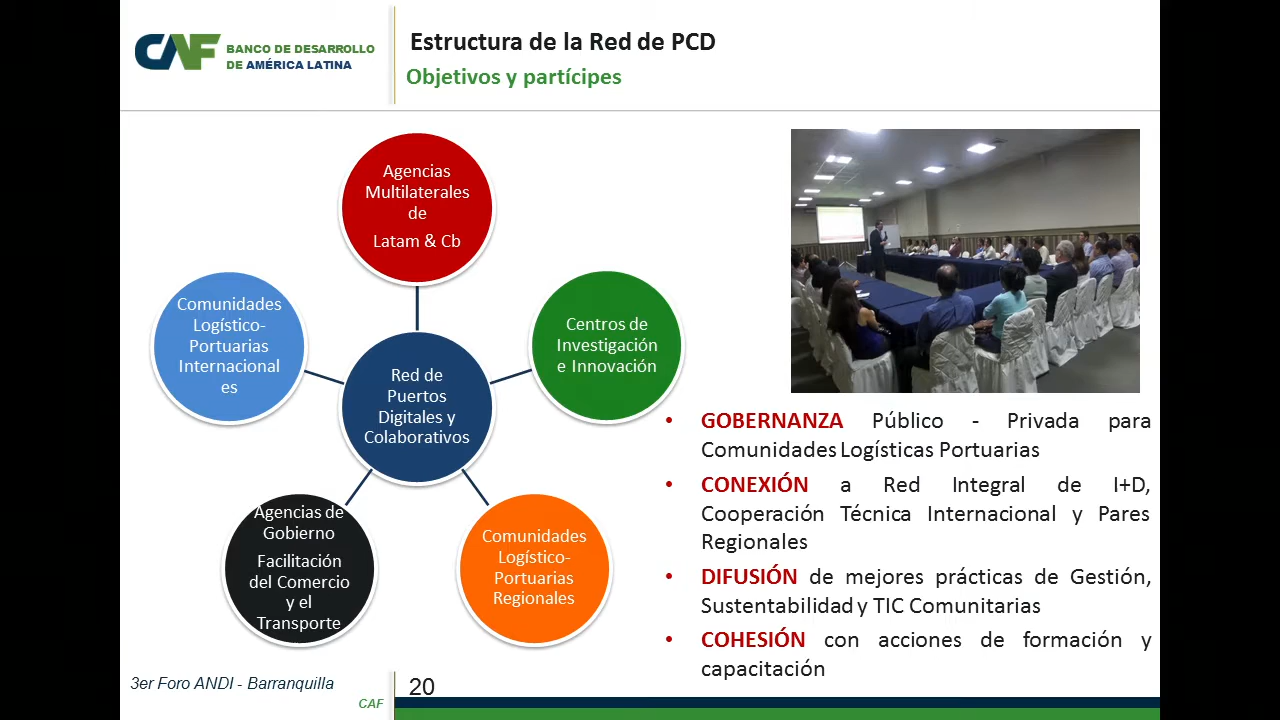 CAF BANCO DE DESARROLLO
DE AMÉRICA LATINA
Estructura de la Red de PCD
Objetivos y partícipes
Agencias
Multilaterales
de
Latam & Cb
Comunidades
Logístico-
Portuarias
Internacional
es
Centros de
Investigación
e Innovación
Red de
Puertos
Digitales y
Colaborativos
Agencias de
Gobierno
Facilitación
del Comercio
y el
Transporte
Comunidades
Logístico-
Portuarias
Regionales
• GOBERNANZA Público - Privada para
Comunidades Logísticas Portuarias
• CONEXIÓN a Red Integral de I+D,
Cooperación Técnica Internacional y Pares
Regionales
• DIFUSIÓN de mejores prácticas de Gestión,
Sustentabilidad y TIC Comunitarias
• COHESIÓN con acciones de formación y
capacitación
3er Foro ANDI - Barranquilla
CAF
20